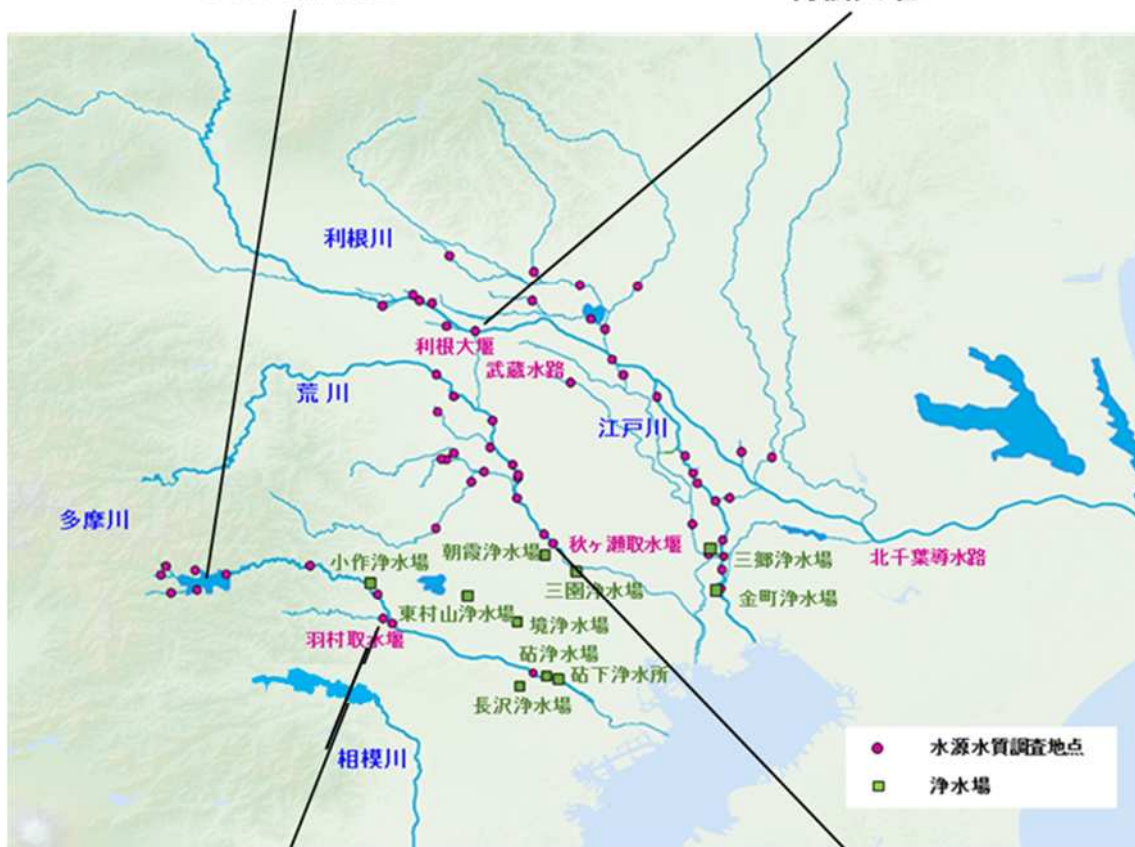 利根川
利根大堰
武蔵水路
荒川
江戸川
多摩川
秋ヶ瀬取水堰
朝霞浄水場
小作浄水場
三郷浄水場
北千葉導水路
三園浄水場
金町浄水場
東村山浄水場
境浄水場
羽村取水堰
砧浄水場
砧下浄水所
長沢浄水場
相模川
水源水質調査地点
浄水場